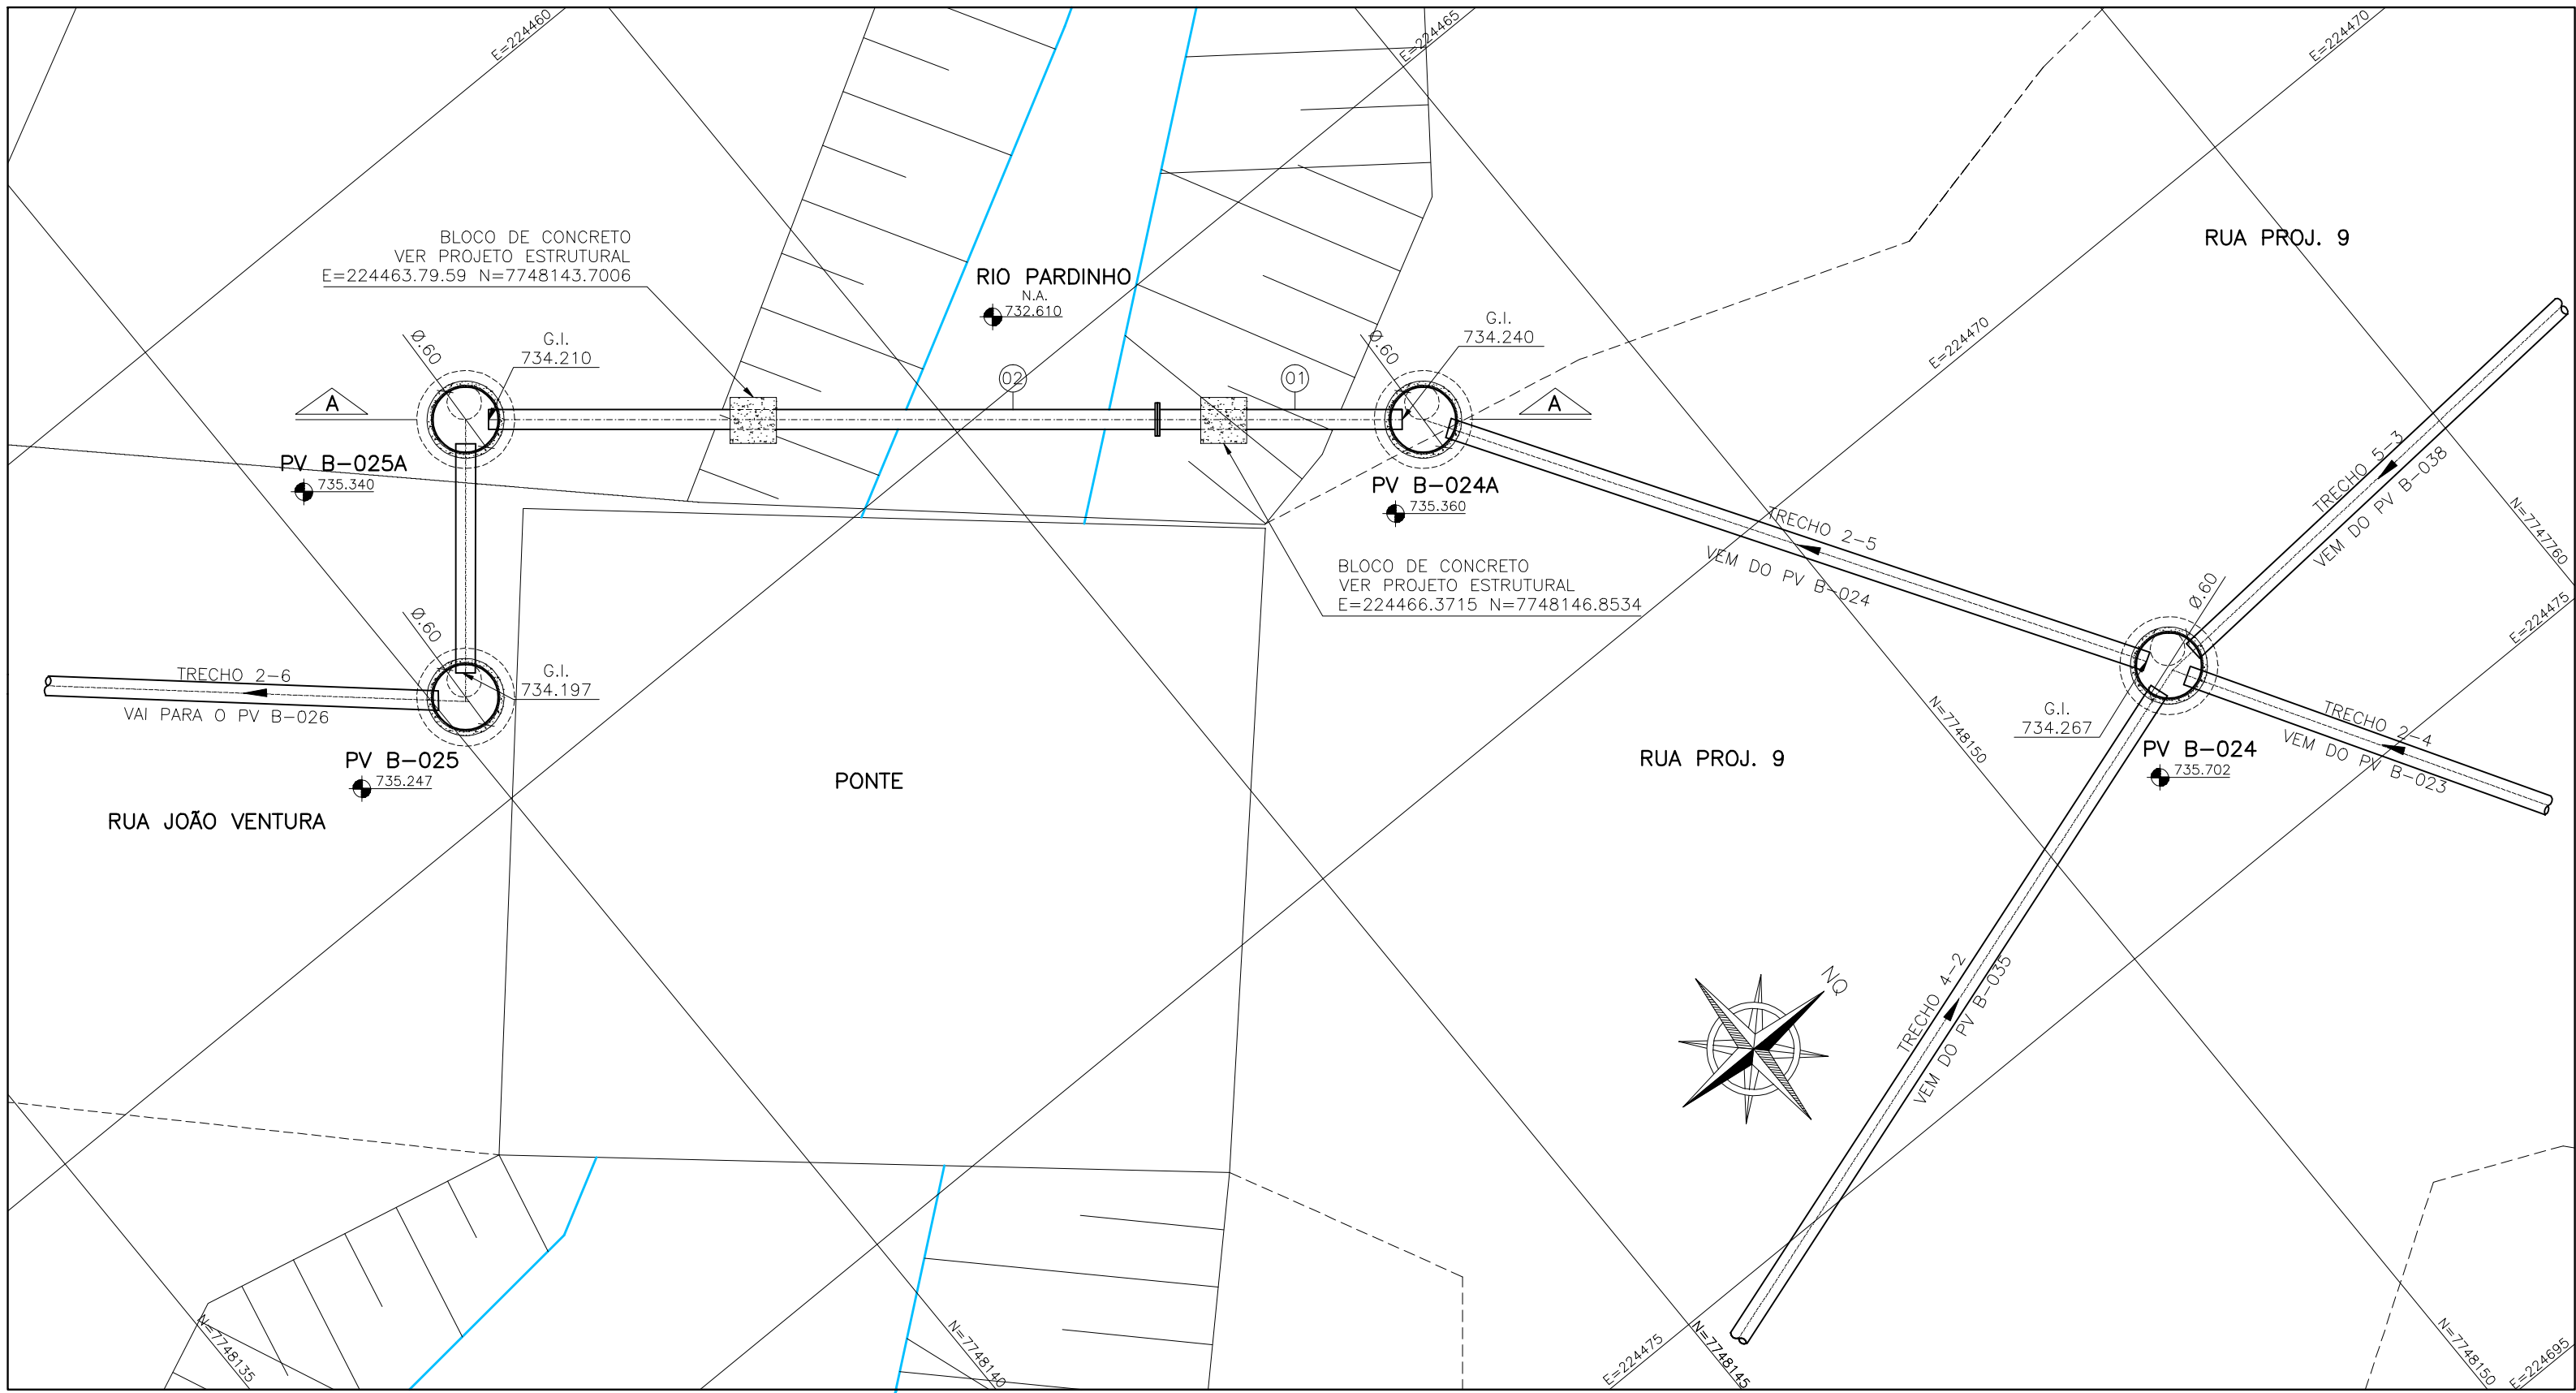 E=224460
E=224465
E=224470
RUA PROJ. 9
BLOCO DE CONCRETO
VER PROJETO ESTRUTURAL
E=224463.79.59 N=7748143.7006
RIO PARDINHO
N.A.
732.610
G.I.
734.210
Ø.60
G.I.
734.240
Ø.60
E=224470
02
01
A
A
PV B-025A
735.340
PV B-024A
735.360
TRECHO 5-3
VEM DO PV B-038
N=7747760
TRECHO 2-5
VEM DO PV B-024
BLOCO DE CONCRETO
VER PROJETO ESTRUTURAL
E=224466.3715 N=7748146.8534
Ø.60
Ø.60
E=224475
TRECHO 2-6
VAI PARA O PV B-026
G.I.
734.197
G.I.
734.267
N=7748150
TRECHO 2-4
VEM DO PV B-023
PV B-025
735.247
PV B-024
735.702
PONTE
RUA PROJ. 9
RUA JOÃO VENTURA
NQ
TRECHO 4-2
VEM DO PV B-035
N=7748135
N=7748140
E=224475
N=7748145
N=7748150
E=224695